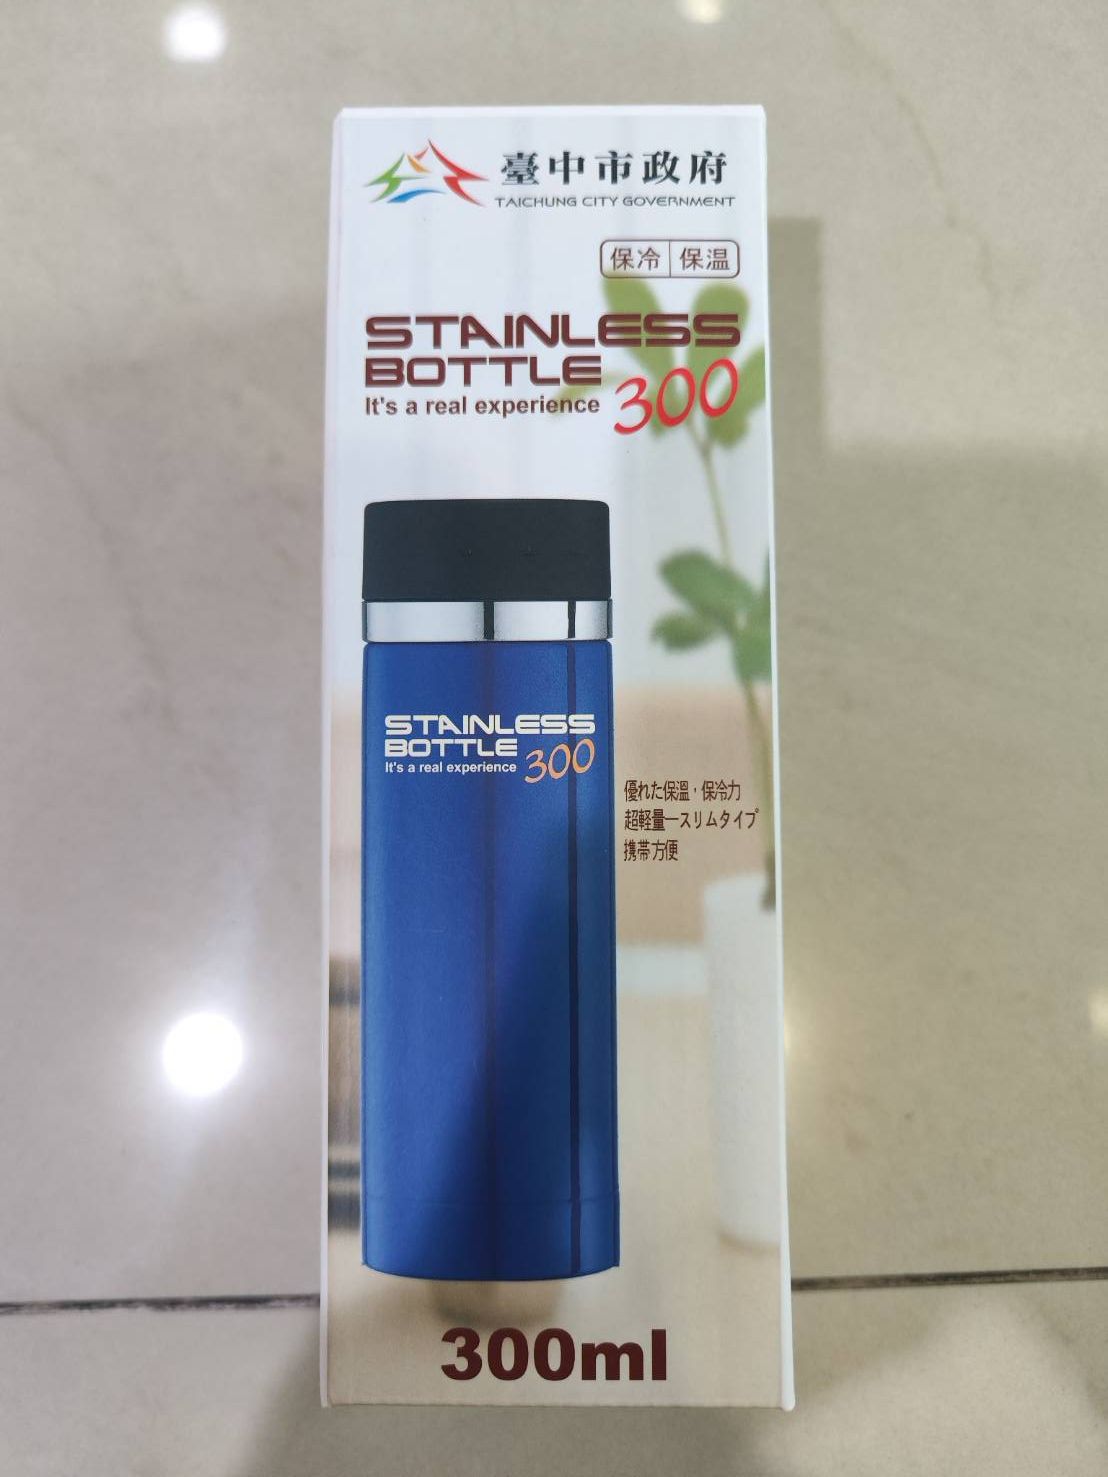 臺中市政府
TAICHUNG CITY GOVERNMENT
保冷 保温
STAINLESS
BOTTLE 300
It's a real experience
STAINLESS
BOTTLE 300
It's a real experience
優れた保溫，保冷力
超軽量一スリムタイプ
携帯方便
300ml